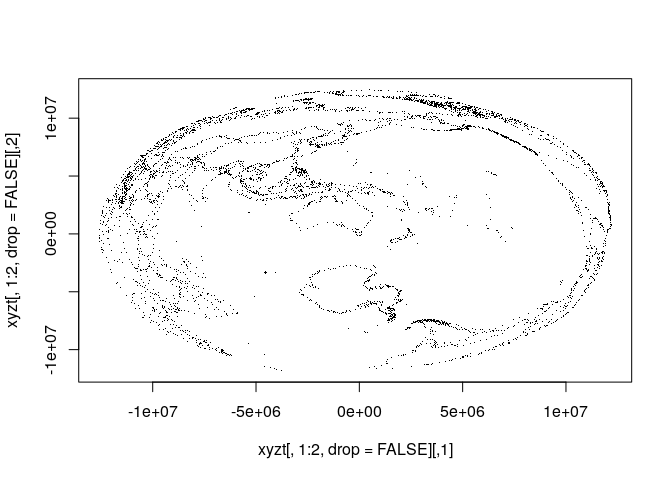 1e+07
0e+00
-1e+07
xyzt[, 1:2, drop = FALSE][,2]
-1e+07 -5e+06 0e+00 5e+06 1e+07
xyzt[, 1:2, drop = FALSE][,1]